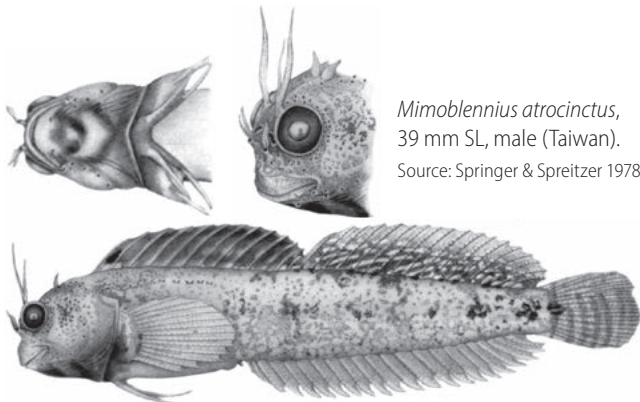 Mimoblennius atrocinctus,
39 mm SL, male (Taiwan).
Source: Springer & Spreitzer 1978